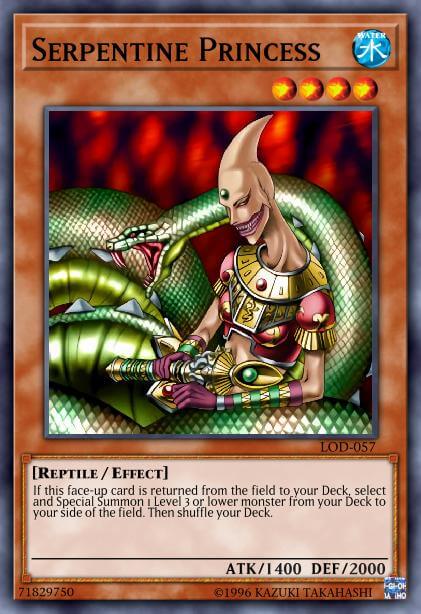 SERPENTINE PRINCESS
WATER
水
LOD-057
[REPTILE / EFFECT]
If this face-up card is returned from the field to your Deck, select
and Special Summon 1 Level 3 or lower monster from your Deck to
your side of the field. Then shuffle your Deck.
ATK/1400 DEF/2000
71829750
©1996 KAZUKI TAKAHASHI